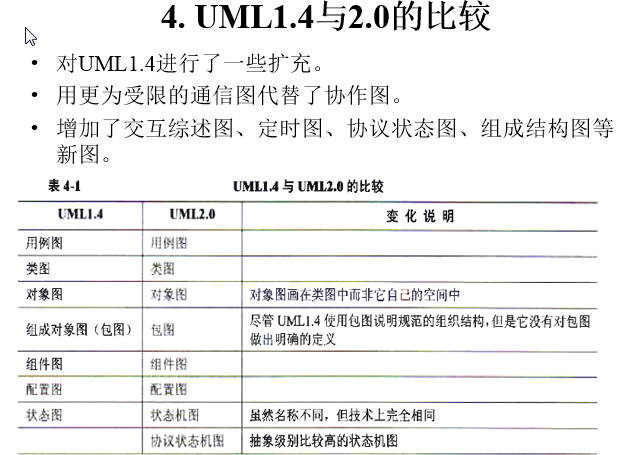 4. UML1.4与2.0的比较
• 对UML1.4进行了一些扩充。
• 用更为受限的通信图代替了协作图。
• 增加了交互综述图、定时图、协议状态图、组成结构图等
新图。
表 4-1 UML1.4 与 UML2.0 的比较
UML1.4 UML2.0 变 化 说 明
用例图 用例图
类图 类图
对象图 对象图 对象图画在类图中而非它自己的空间中
组成对象图（包图） 包图 尽管 UML1.4 使用包图说明规范的组织结构，但是它没有对包图
做出明确的定义
组件图 组件图
配置图 配置图
状态图 状态机图 虽然名称不同，但技术上完全相同
协议状态机图 抽象级别比较高的状态机图